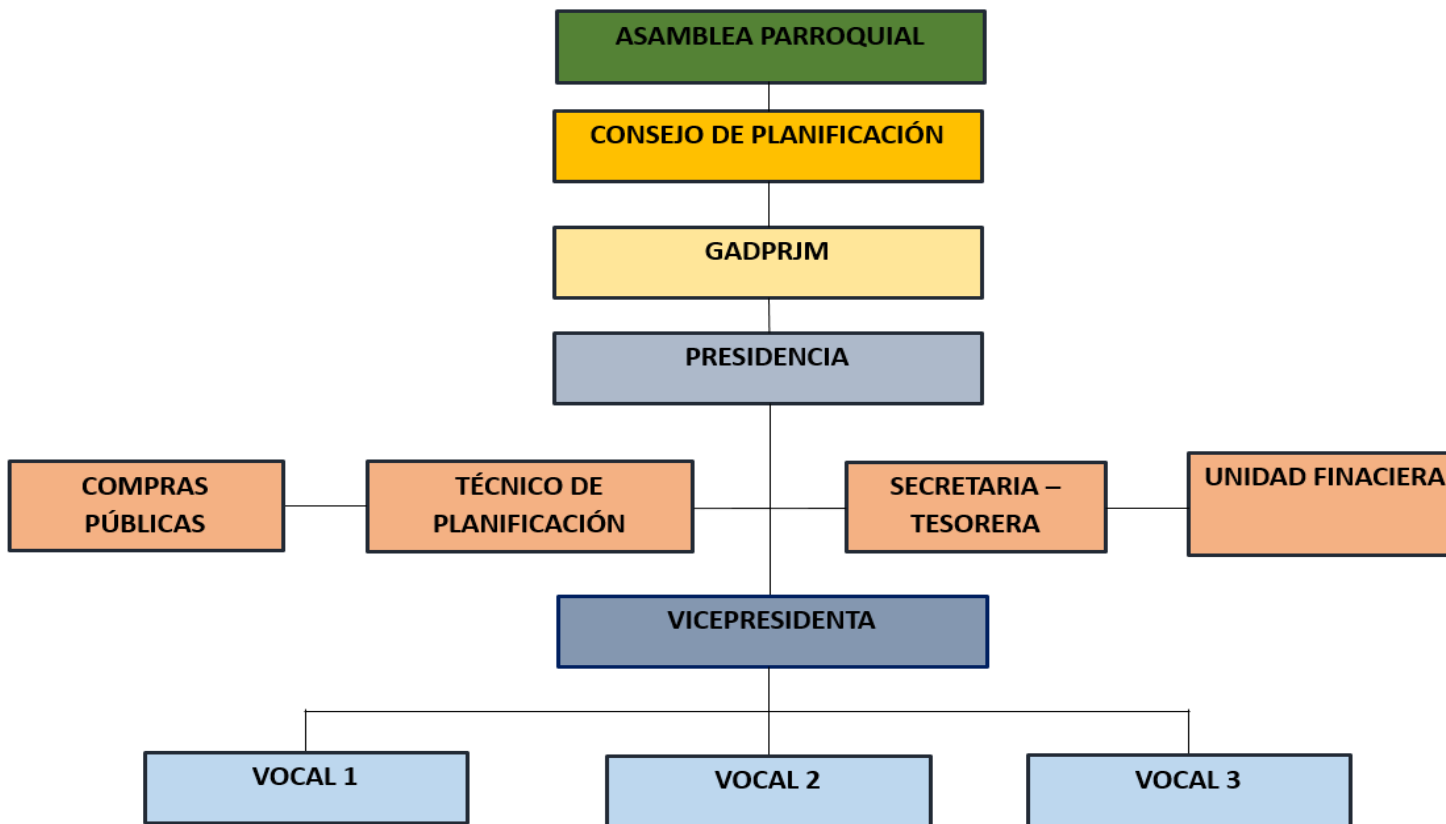 ASAMBLEA PARROQUIAL
CONSEJO DE PLANIFICACIÓN
GADPRJM
PRESIDENCIA
COMPRAS
PÚBLICAS
TÉCNICO DE
PLANIFICACIÓN
SECRETARIA –
TESORERA
UNIDAD FINACIERA
VICEPRESIDENTA
VOCAL 1
VOCAL 2
VOCAL 3